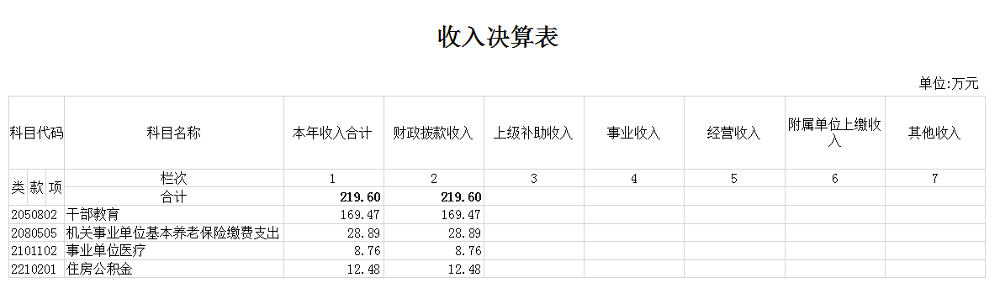 收入决算表
单位:万元
科目代码 科目名称 本年收入合计 财政拨款收入 上级补助收入 事业收入 经营收入 附属单位上缴收入 其他收入
类 款 项 栏次 1 2 3 4 5 6 7
合计 219.60 219.60
2050802 干部教育 169.47 169.47
2080505 机关事业单位基本养老保险缴费支出 28.89 28.89
2101102 事业单位医疗 8.76 8.76
2210201 住房公积金 12.48 12.48